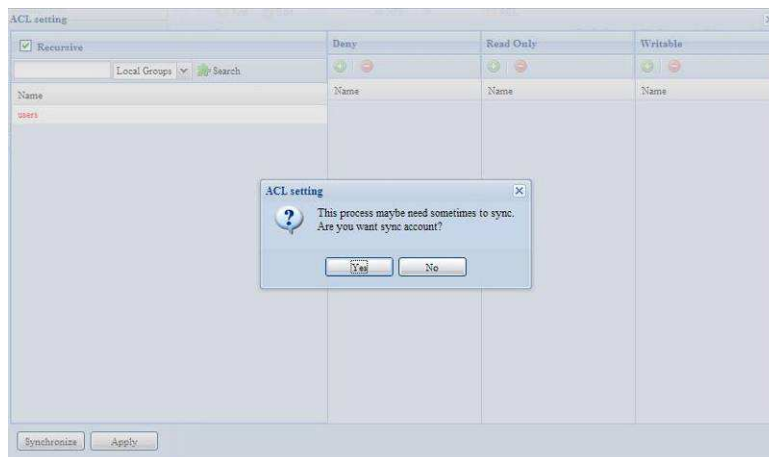 ACL setting
Recursive
Deny
Read Only
Writable
Local Groups
Search
Name
Name
Name
Name
users
ACL setting
This process maybe need sometimes to sync.
Are you want sync account?
Yes
No
Synchronize
Apply